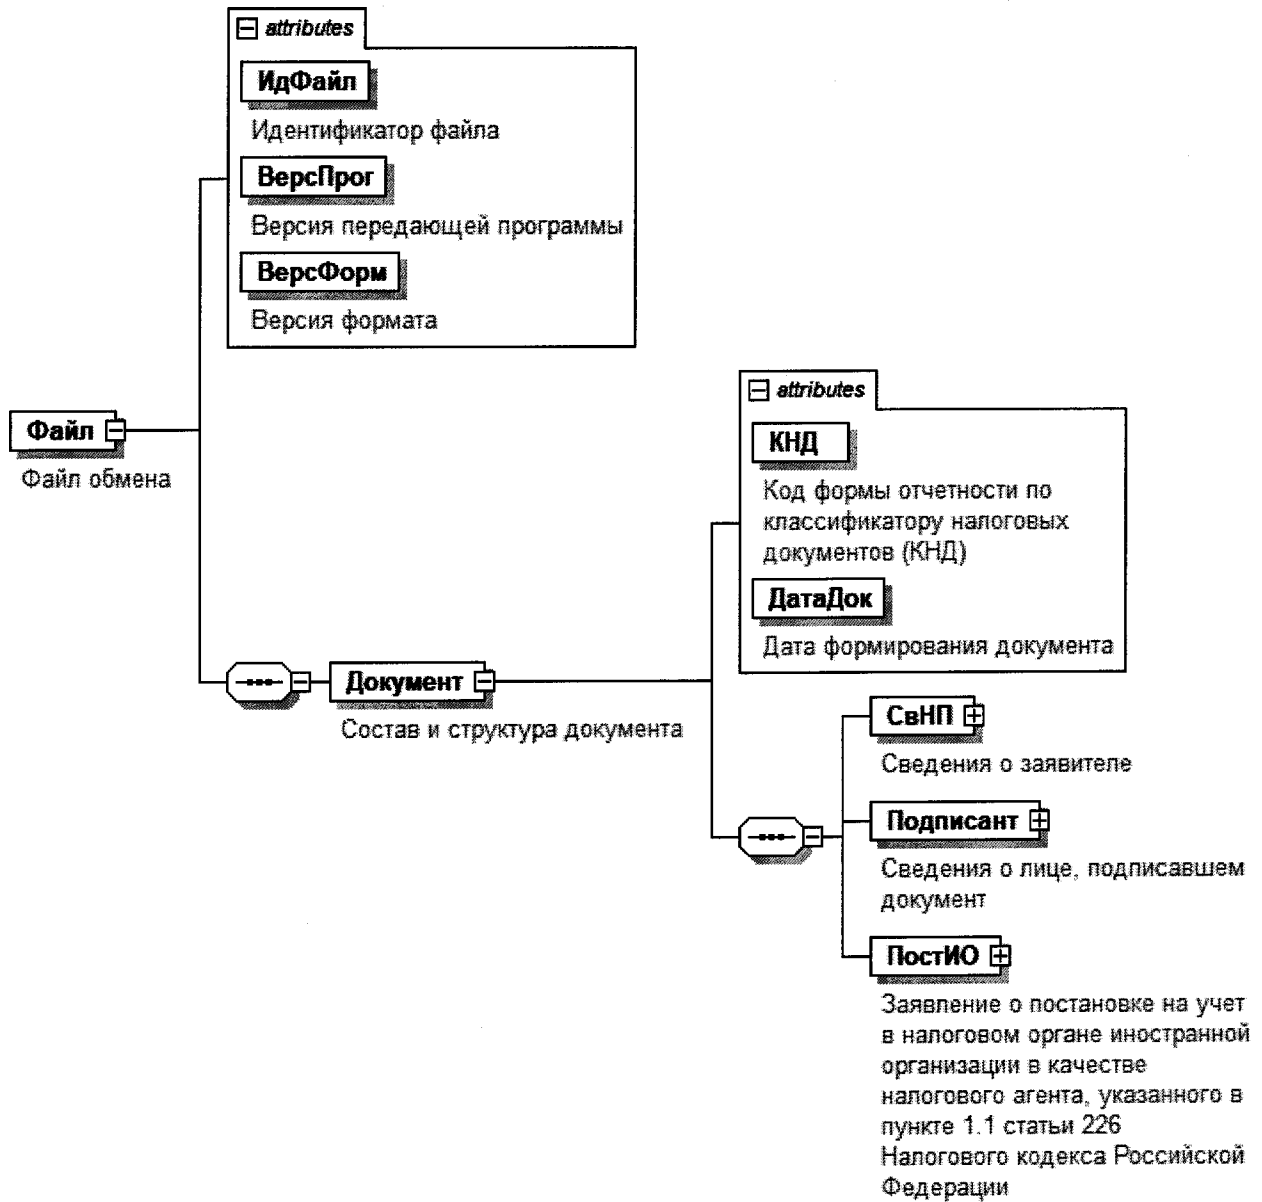 attributes
ИдФайл
Идентификатор файла
ВерсПрог
Версия передающей программы
ВерсФорм
Версия формата
Файл
Файл обмена
attributes
КНД
Код формы отчетности по
классификатору налоговых
документов (КНД)
ДатаДок
Дата формирования документа
Документ
Состав и структура документа
СвНП
Сведения о заявителе
Подписант
Сведения о лице, подписавшем
документ
ПостИО
Заявление о постановке на учет
в налоговом органе иностранной
организации в качестве
налогового агента, указанного в
пункте 1.1 статьи 226
Налогового кодекса Российской
Федерации